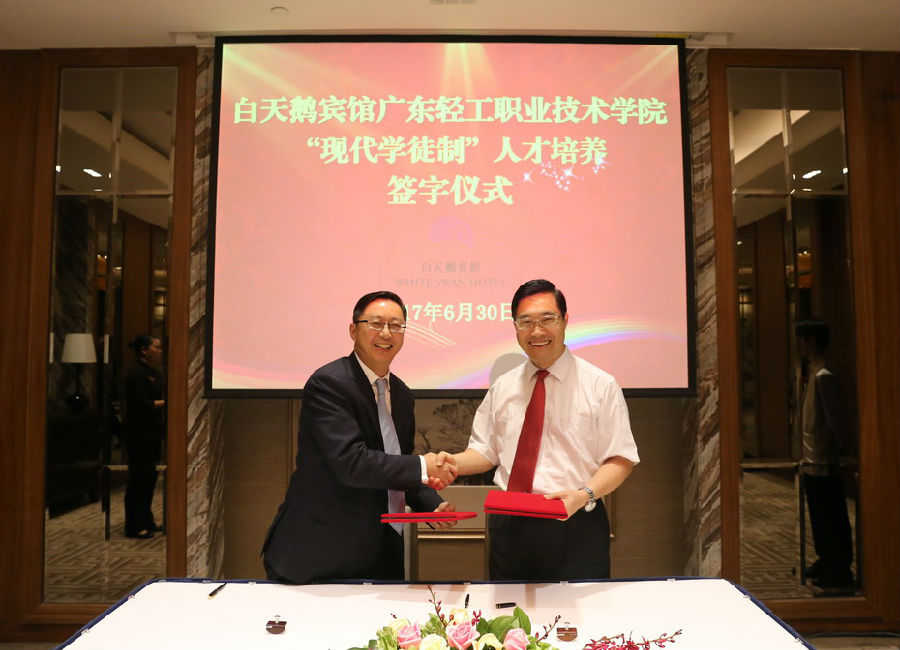 白天鹅宾馆广东轻工职业技术学院
“现代学徒制”人才培养
签字仪式
白天鹅宾馆
WHITE SWAN HOTEL
17年6月30日